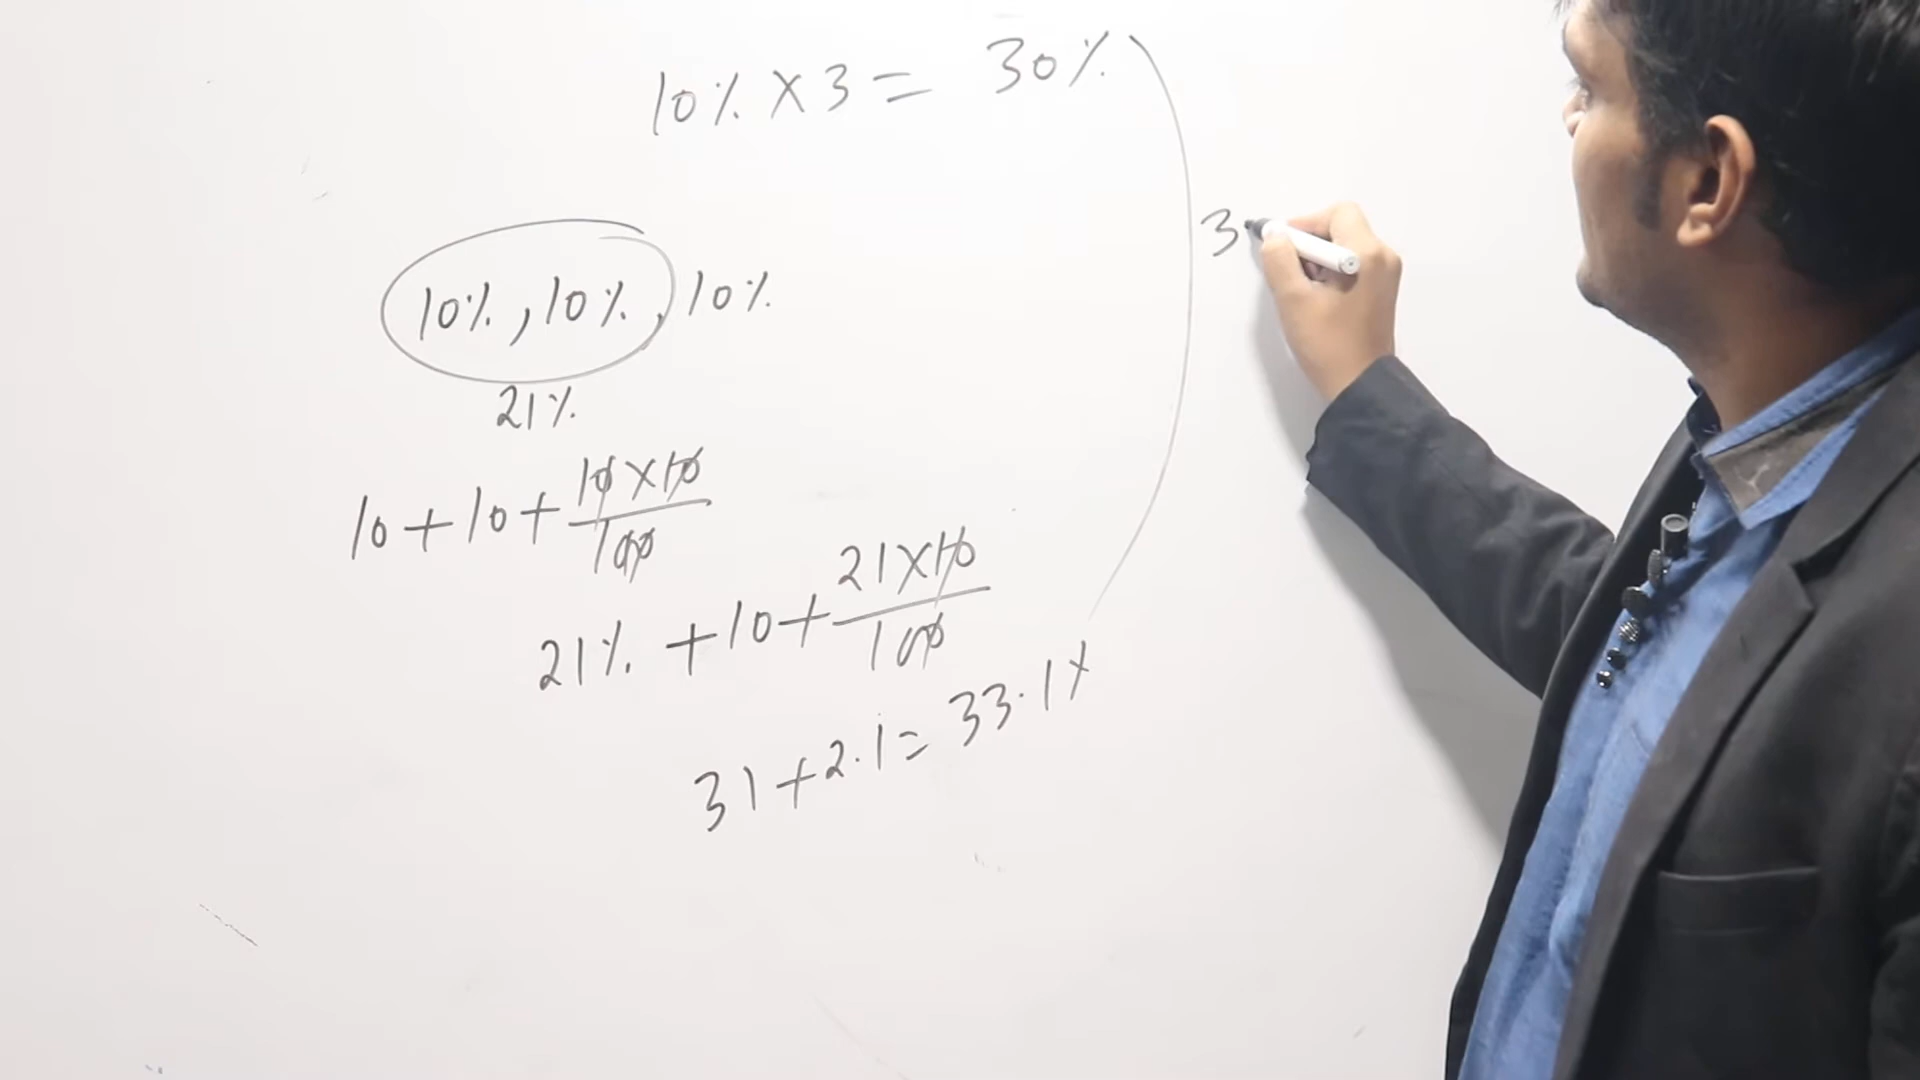 10% × 3 = 30%
3
10%, 10%, 10%
21%
10 + 10 + 10 × 10 / 100
21% + 10 + 21 × 10 / 100
31 + 2.1 = 33.1%